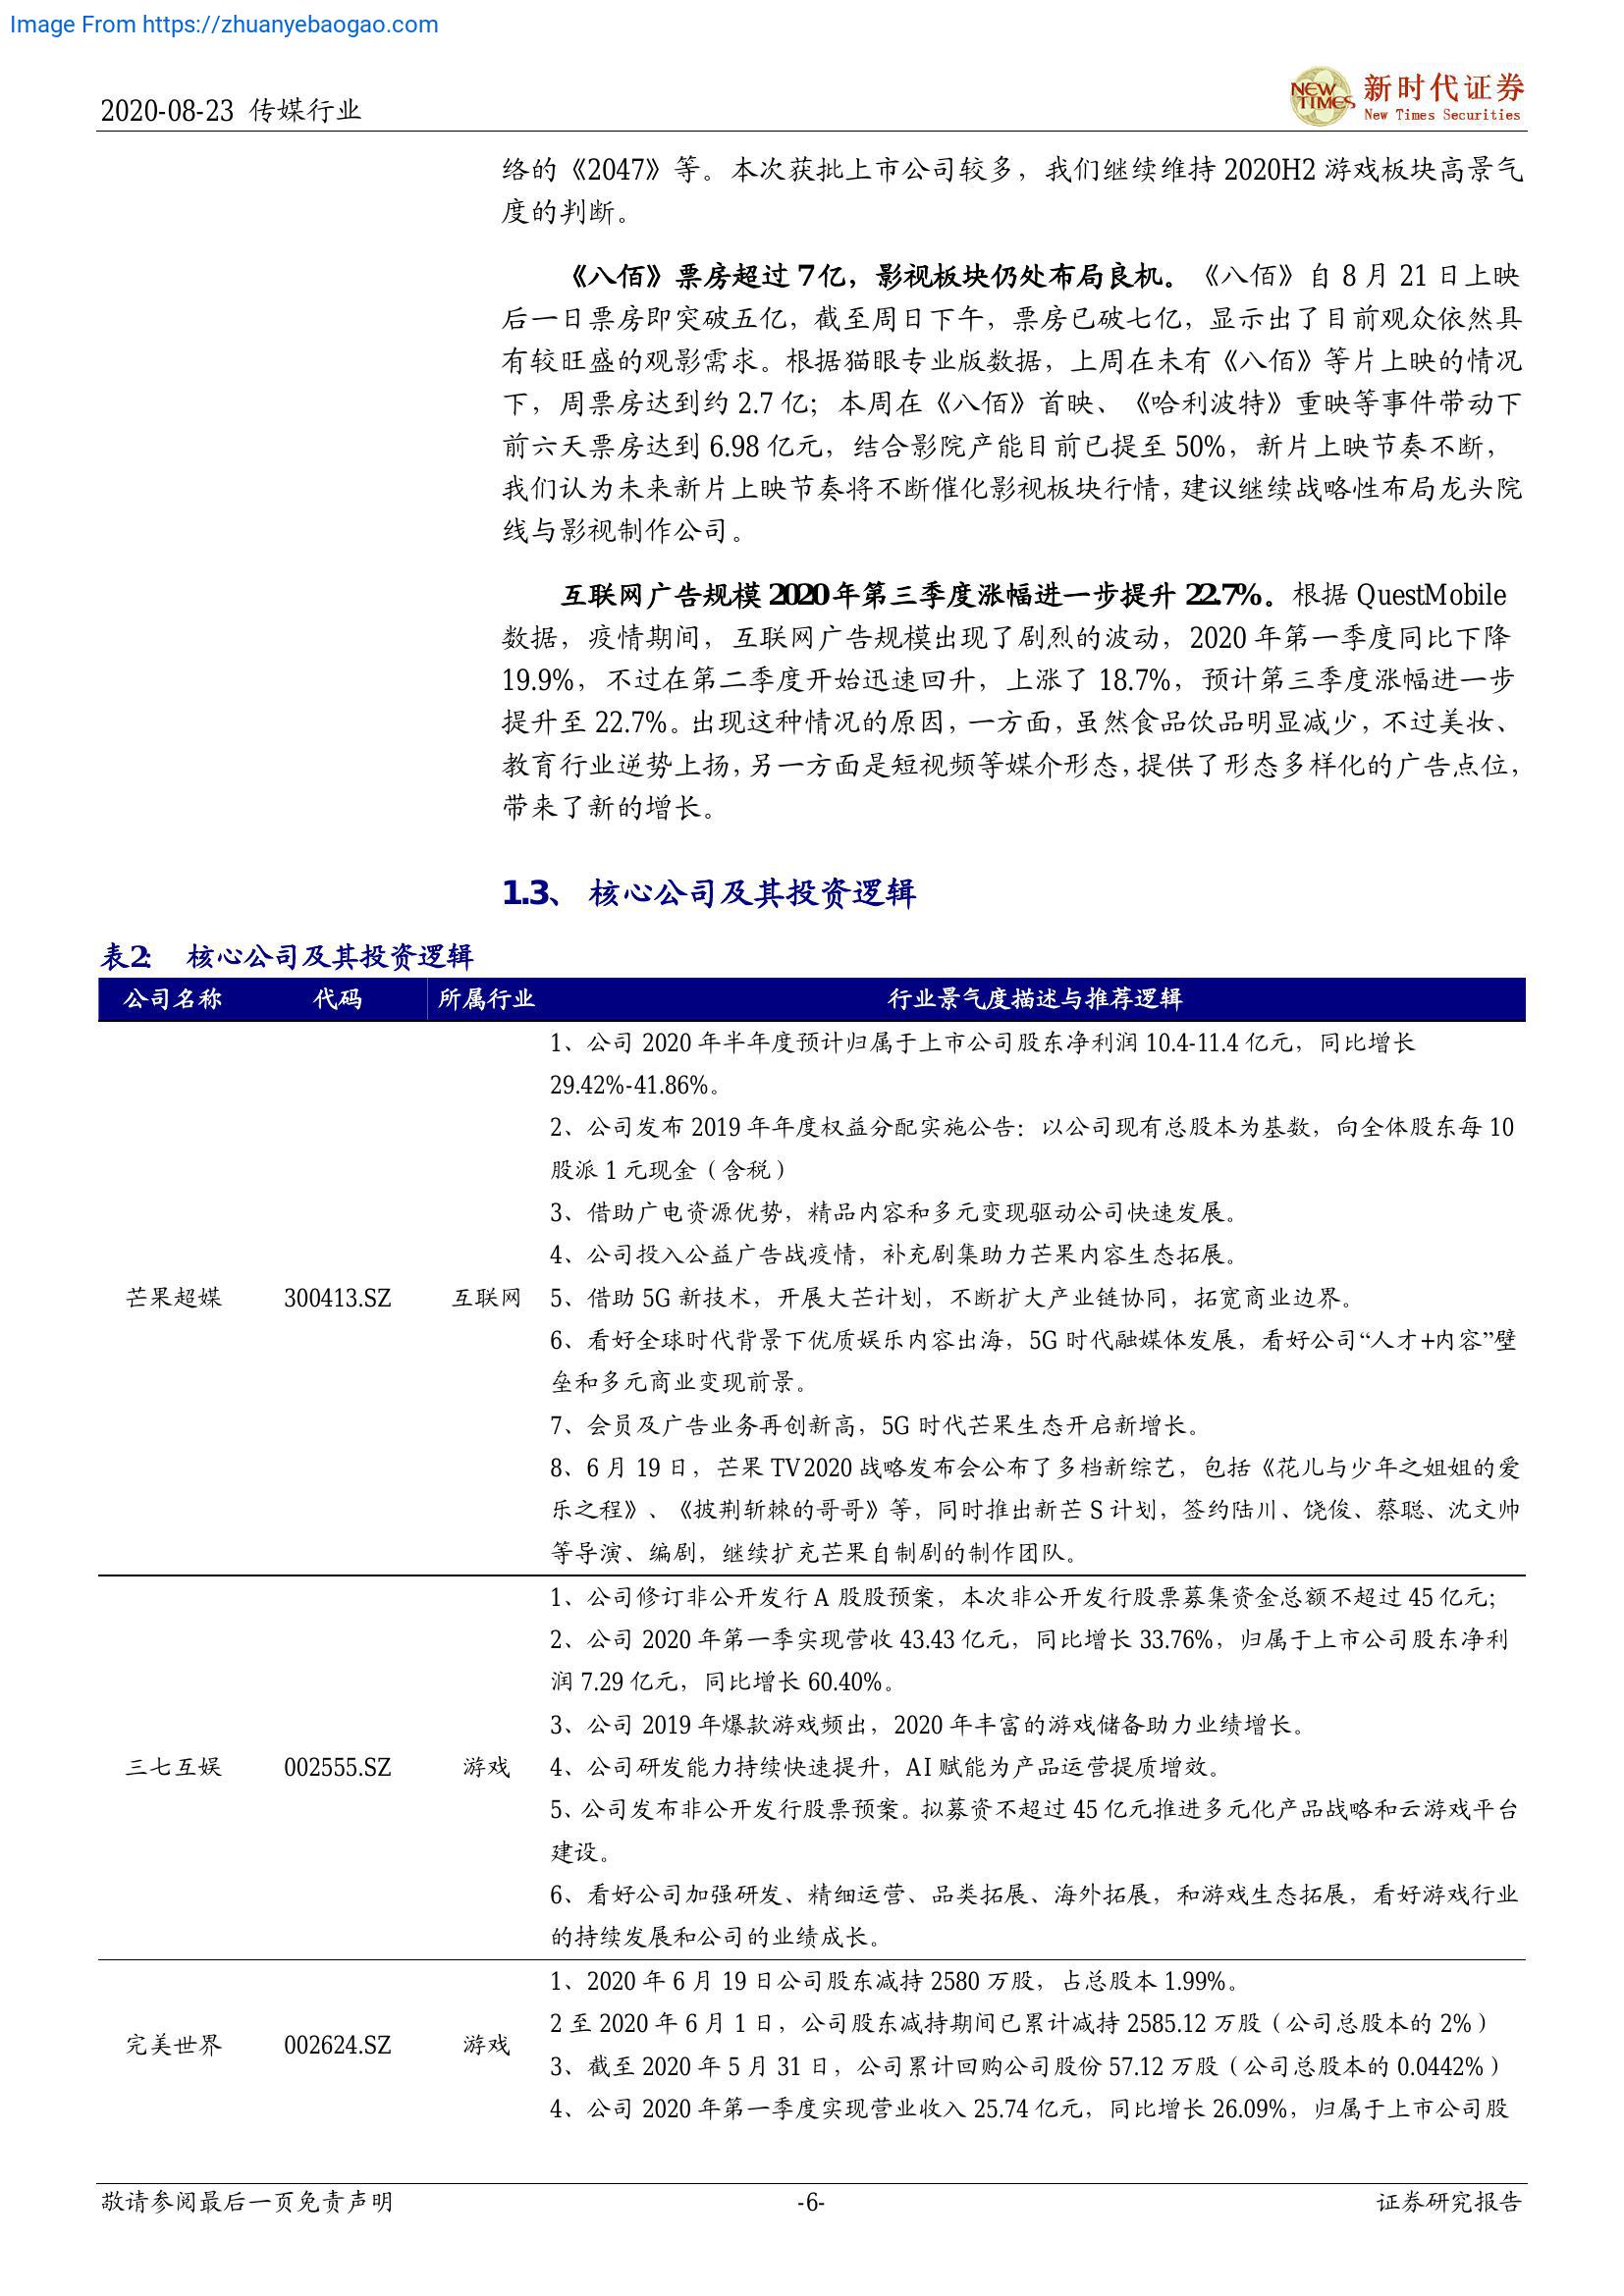 Image From https://zhuanyebaogao.com
2020-08-23 传媒行业
NEW TIMES
新时代证券
New Times Securities
络的《2047》等。本次获批上市公司较多，我们继续维持 2020H2 游戏板块高景气
度的判断。
《八佰》票房超过 7 亿，影视板块仍处布局良机。《八佰》自 8 月 21 日上映
后一日票房即突破五亿，截至周日下午，票房已破七亿，显示出了目前观众依然具
有较旺盛的观影需求。根据猫眼专业版数据，上周在未有《八佰》等片上映的情况
下，周票房达到约 2.7 亿；本周在《八佰》首映、《哈利波特》重映等事件带动下
前六天票房达到 6.98 亿元，结合影院产能目前已提至 50%，新片上映节奏不断，
我们认为未来新片上映节奏将不断催化影视板块行情，建议继续战略性布局龙头院
线与影视制作公司。
互联网广告规模 2020 年第三季度涨幅进一步提升 22.7%。根据 QuestMobile
数据，疫情期间，互联网广告规模出现了剧烈的波动，2020 年第一季度同比下降
19.9%，不过在第二季度开始迅速回升，上涨了 18.7%，预计第三季度涨幅进一步
提升至 22.7%。出现这种情况的原因，一方面，虽然食品饮品明显减少，不过美妆、
教育行业逆势上扬，另一方面是短视频等媒介形态，提供了形态多样化的广告点位，
带来了新的增长。
1.3、 核心公司及其投资逻辑
表2： 核心公司及其投资逻辑
公司名称 代码 所属行业 行业景气度描述与推荐逻辑
1、公司 2020 年半年度预计归属于上市公司股东净利润 10.4-11.4 亿元，同比增长
29.42%-41.86%。
2、公司发布 2019 年年度权益分配实施公告：以公司现有总股本为基数，向全体股东每 10
股派 1 元现金（含税）
3、借助广电资源优势，精品内容和多元变现驱动公司快速发展。
4、公司投入公益广告战疫情，补充剧集助力芒果内容生态拓展。
芒果超媒 300413.SZ 互联网 5、借助 5G 新技术，开展大芒计划，不断扩大产业链协同，拓宽商业边界。
6、看好全球时代背景下优质娱乐内容出海，5G 时代融媒体发展，看好公司“人才+内容”壁
垒和多元商业变现前景。
7、会员及广告业务再创新高，5G 时代芒果生态开启新增长。
8、6 月 19 日，芒果 TV2020 战略发布会公布了多档新综艺，包括《花儿与少年之姐姐的爱
乐之程》、《披荆斩棘的哥哥》等，同时推出新芒 S 计划，签约陆川、饶俊、蔡聪、沈文帅
等导演、编剧，继续扩充芒果自制剧的制作团队。
1、公司修订非公开发行 A 股股预案，本次非公开发行股票募集资金总额不超过 45 亿元；
2、公司 2020 年第一季实现营收 43.43 亿元，同比增长 33.76%，归属于上市公司股东净利
润 7.29 亿元，同比增长 60.40%。
3、公司 2019 年爆款游戏频出，2020 年丰富的游戏储备助力业绩增长。
三七互娱 002555.SZ 游戏 4、公司研发能力持续快速提升，AI 赋能为产品运营提质增效。
5、公司发布非公开发行股票预案。拟募资不超过 45 亿元推进多元化产品战略和云游戏平台
建设。
6、看好公司加强研发、精细运营、品类拓展、海外拓展，和游戏生态拓展，看好游戏行业
的持续发展和公司的业绩成长。
1、2020 年 6 月 19 日公司股东减持 2580 万股，占总股本 1.99%。
2 至 2020 年 6 月 1 日，公司股东减持期间已累计减持 2585.12 万股（公司总股本的 2%）
完美世界 002624.SZ 游戏
3、截至 2020 年 5 月 31 日，公司累计回购公司股份 57.12 万股（公司总股本的 0.0442%）
4、公司 2020 年第一季度实现营业收入 25.74 亿元，同比增长 26.09%，归属于上市公司股
敬请参阅最后一页免责声明 -6- 证券研究报告